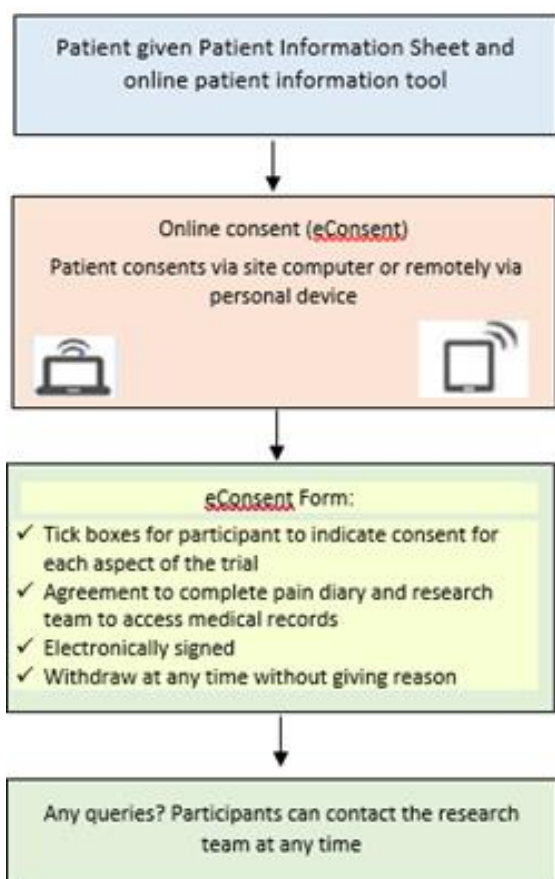 Patient given Patient Information Sheet and
online patient information tool
Online consent (eConsent)
Patient consents via site computer or remotely via
personal device
eConsent Form:
✓ Tick boxes for participant to indicate consent for
each aspect of the trial
✓ Agreement to complete pain diary and research
team to access medical records
✓ Electronically signed
✓ Withdraw at any time without giving reason
Any queries? Participants can contact the research
team at any time